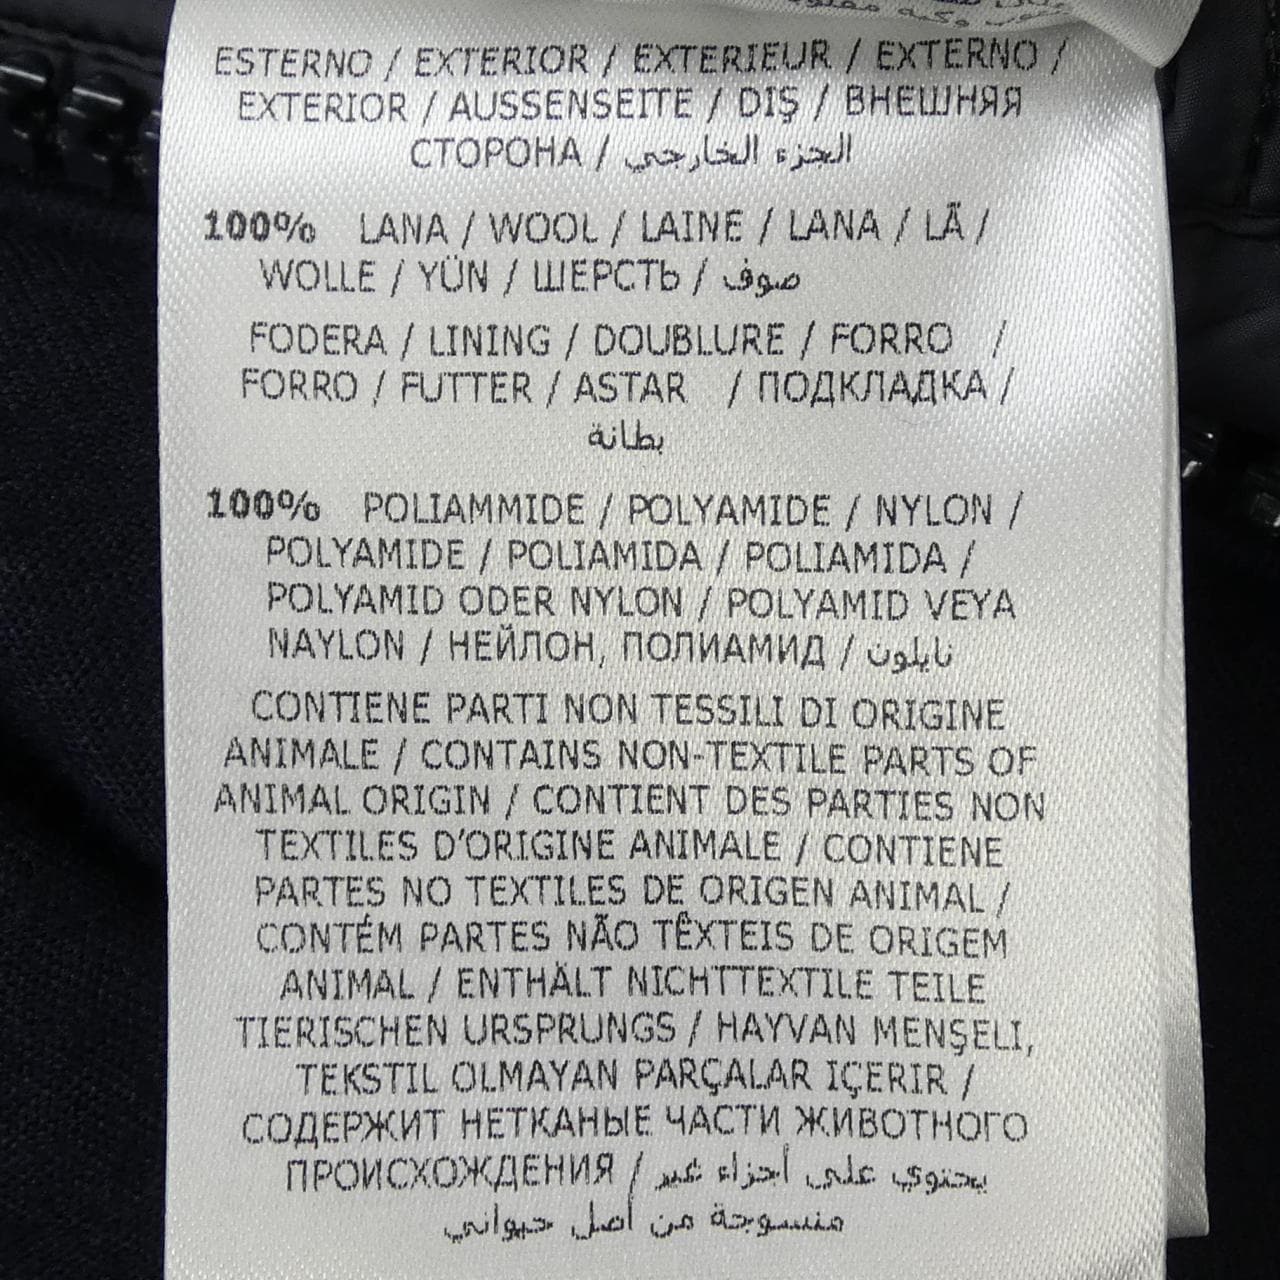 ESTERNO / EXTERIOR / EXTERIEUR / EXTERNO /
EXTERIOR / AUSSENSEITE / DIŞ / ВНЕШНЯЯ
СТОРОНА / الجزء الخارجي
100% LANA / WOOL / LAINE / LANA / LÃ /
WOLLE / YÜN / ШЕРСТЬ / صوف
FODERA / LINING / DOUBLURE / FORRO /
FORRO / FUTTER / ASTAR / ПОДКЛАДКА /
بطانة
100% POLIAMMIDE / POLYAMIDE / NYLON /
POLYAMIDE / POLIAMIDA / POLIAMIDA /
POLYAMID ODER NYLON / POLYAMID VEYA
NAYLON / НЕЙЛОН, ПОЛИАМИД / نايلون
CONTIENE PARTI NON TESSILI DI ORIGINE
ANIMALE / CONTAINS NON-TEXTILE PARTS OF
ANIMAL ORIGIN / CONTIENT DES PARTIES NON
TEXTILES D'ORIGINE ANIMALE / CONTIENE
PARTES NO TEXTILES DE ORIGEN ANIMAL /
CONTÉM PARTES NÃO TÊXTEIS DE ORIGEM
ANIMAL / ENTHÄLT NICHTTEXTILE TEILE
TIERISCHEN URSPRUNGS / HAYVAN MENŞELI,
TEKSTIL OLMAYAN PARÇALAR IÇERIR /
СОДЕРЖИТ НЕТКАНЫЕ ЧАСТИ ЖИВОТНОГО
ПРОИСХОЖДЕНИЯ / يحتوي على أجزاء غير
منسوجة من أصل حيواني